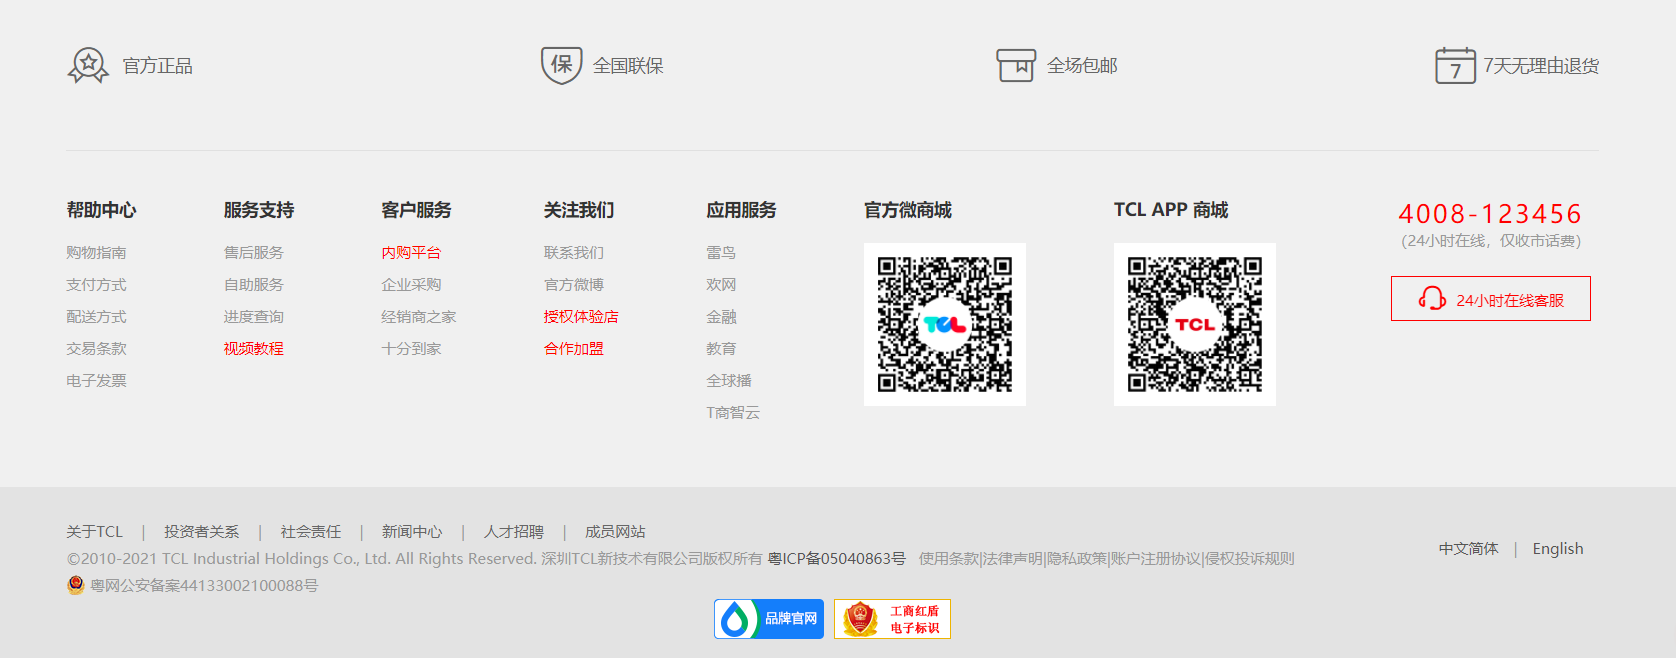 官方正品
保 全国联保
全场包邮
7 7天无理由退货
帮助中心
购物指南
支付方式
配送方式
交易条款
电子发票
服务支持
售后服务
自助服务
进度查询
视频教程
客户服务
内购平台
企业采购
经销商之家
十分到家
关注我们
联系我们
官方微博
授权体验店
合作加盟
应用服务
雷鸟
欢网
金融
教育
全球播
T商智云
官方微商城
TCL
TCL APP 商城
TCL
4008-123456
(24小时在线，仅收市话费)
24小时在线客服
关于TCL | 投资者关系 | 社会责任 | 新闻中心 | 人才招聘 | 成员网站
©2010-2021 TCL Industrial Holdings Co., Ltd. All Rights Reserved. 深圳TCL新技术有限公司版权所有 粤ICP备05040863号 使用条款|法律声明|隐私政策|账户注册协议|侵权投诉规则
粤网公安备案44133002100088号
中文简体 | English
品牌官网
工商红盾
电子标识